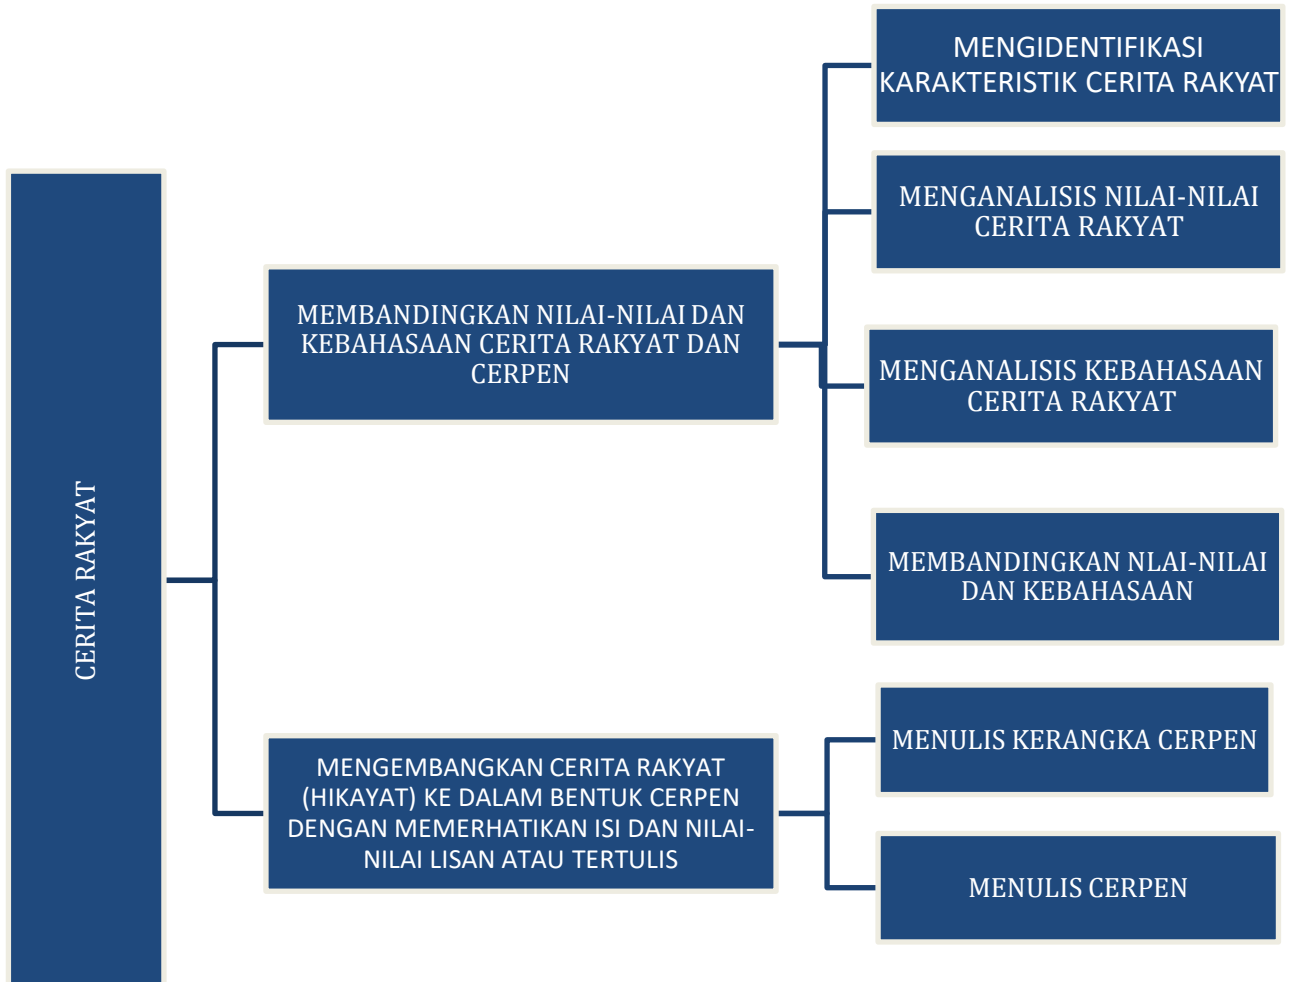 CERITA RAKYAT
MEMBANDINGKAN NILAI-NILAI DAN
KEBAHASAAN CERITA RAKYAT DAN
CERPEN
MENGIDENTIFIKASI
KARAKTERISTIK CERITA RAKYAT
MENGANALISIS NILAI-NILAI
CERITA RAKYAT
MENGANALISIS KEBAHASAAN
CERITA RAKYAT
MEMBANDINGKAN NLAI-NILAI
DAN KEBAHASAAN
MENGEMBANGKAN CERITA RAKYAT
(HIKAYAT) KE DALAM BENTUK CERPEN
DENGAN MEMERHATIKAN ISI DAN NILAI-
NILAI LISAN ATAU TERTULIS
MENULIS KERANGKA CERPEN
MENULIS CERPEN